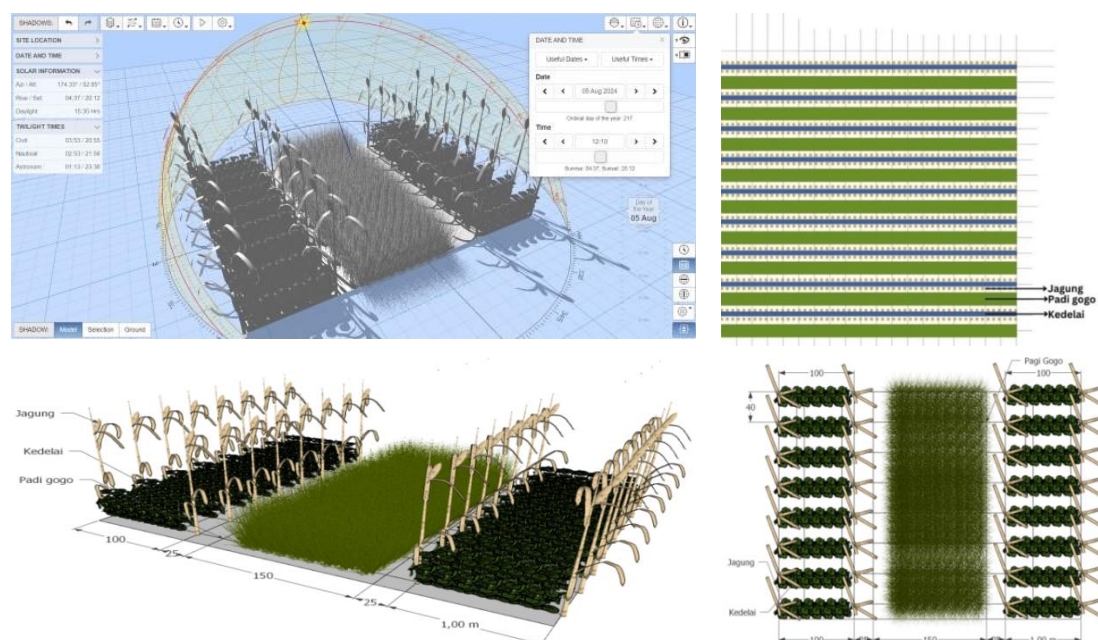 SHADOWS:
SITE LOCATION
DATE AND TIME
SOLAR INFORMATION
Rise / Set: 04:37 / 20:12
Daylight:
TWILIGHT TIMES
Civil:
Nautical:
DATE AND TIME
Useful Dates
Useful Times
Date
05 Aug 2024
Ordinal day of the year: 217
Time
12:10
Sunrise: 04:37, Sunset: 20:12
Day of
the Year
05 Aug
SHADOW: Model Selection Ground
Jagung
Padi gogo
Kedelai
Jagung
Kedelai
Padi gogo
100
25
150
25
1,00 m
Pagi Gogo
100
100
40
Jagung
Kedelai
100
150
1,00 m